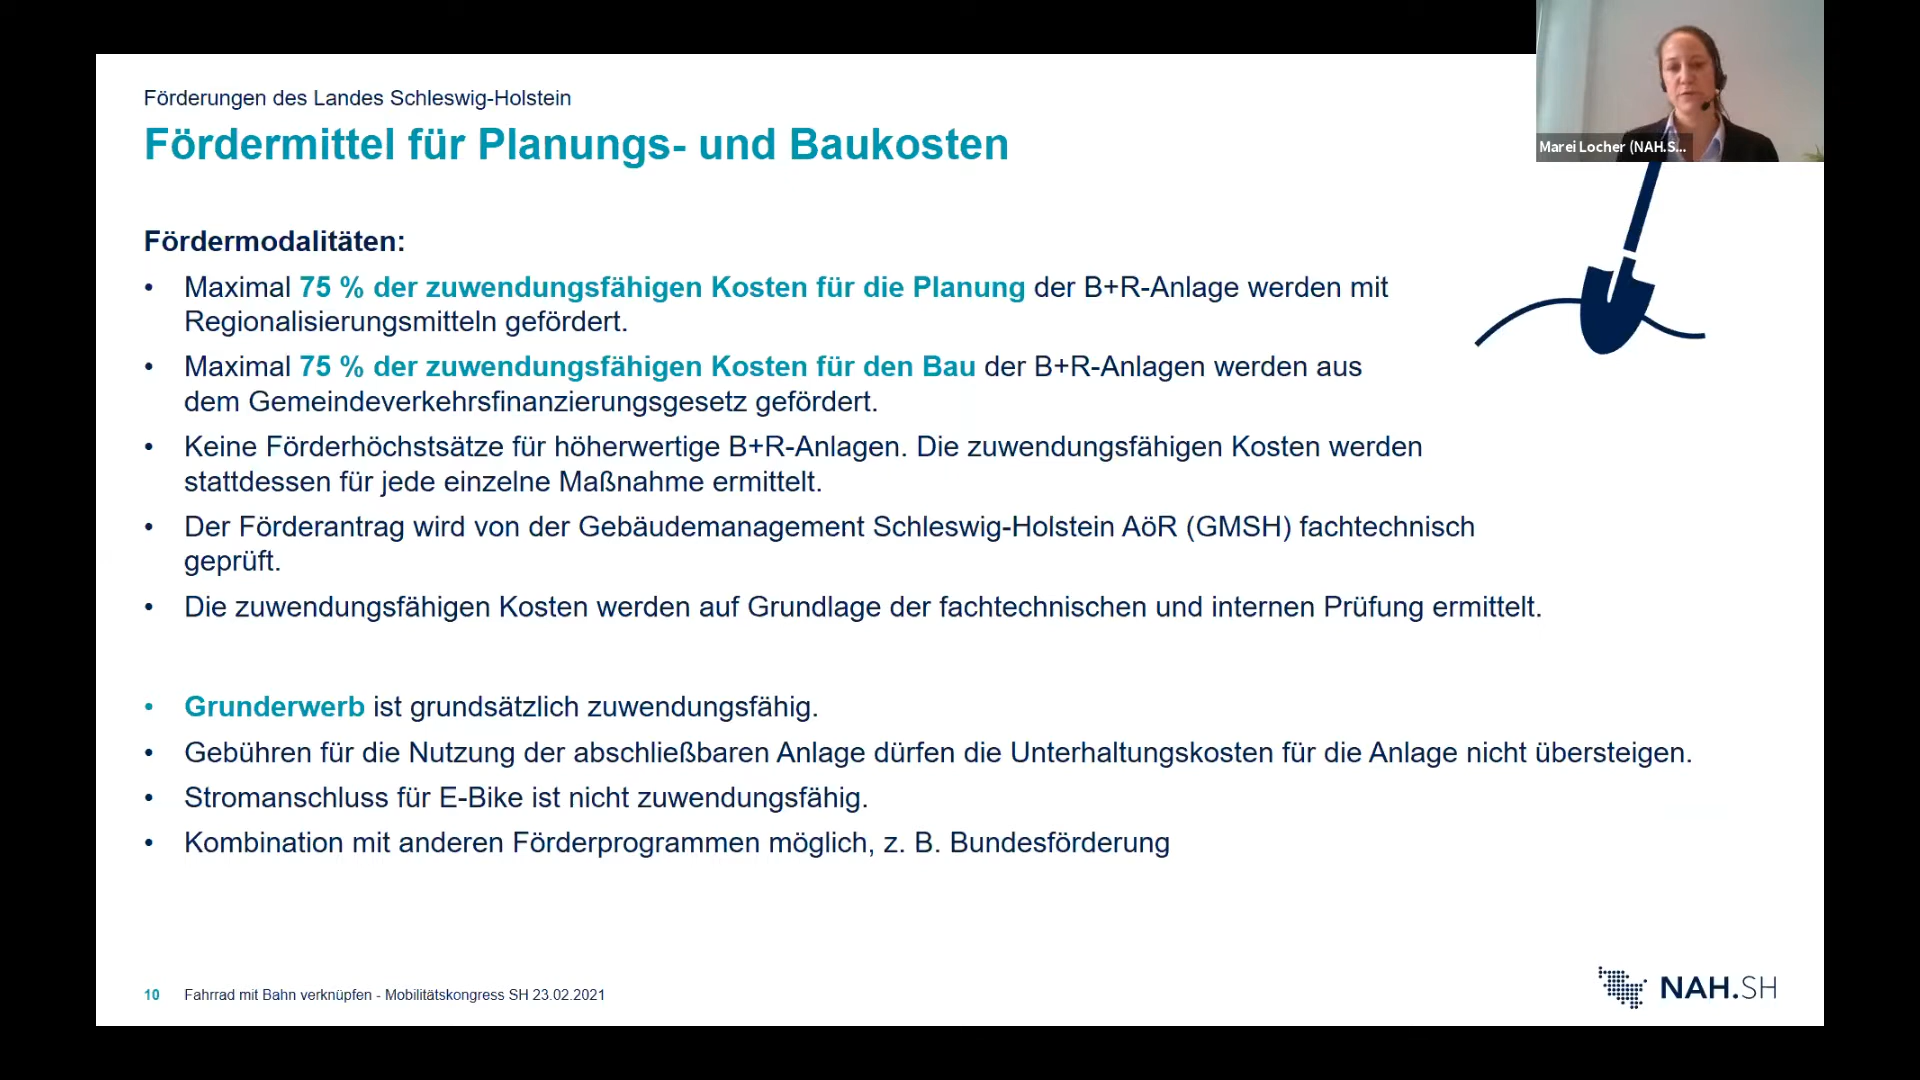 Förderungen des Landes Schleswig-Holstein
Fördermittel für Planungs- und Baukosten
Marei Locher (NAH.S...
Fördermodalitäten:
• Maximal 75 % der zuwendungsfähigen Kosten für die Planung der B+R-Anlage werden mit
Regionalisierungsmitteln gefördert.
• Maximal 75 % der zuwendungsfähigen Kosten für den Bau der B+R-Anlagen werden aus
dem Gemeindeverkehrsfinanzierungsgesetz gefördert.
• Keine Förderhöchstsätze für höherwertige B+R-Anlagen. Die zuwendungsfähigen Kosten werden
stattdessen für jede einzelne Maßnahme ermittelt.
• Der Förderantrag wird von der Gebäudemanagement Schleswig-Holstein AöR (GMSH) fachtechnisch
geprüft.
• Die zuwendungsfähigen Kosten werden auf Grundlage der fachtechnischen und internen Prüfung ermittelt.
• Grunderwerb ist grundsätzlich zuwendungsfähig.
• Gebühren für die Nutzung der abschließbaren Anlage dürfen die Unterhaltungskosten für die Anlage nicht übersteigen.
• Stromanschluss für E-Bike ist nicht zuwendungsfähig.
• Kombination mit anderen Förderprogrammen möglich, z. B. Bundesförderung
10 Fahrrad mit Bahn verknüpfen - Mobilitätskongress SH 23.02.2021
NAH.SH